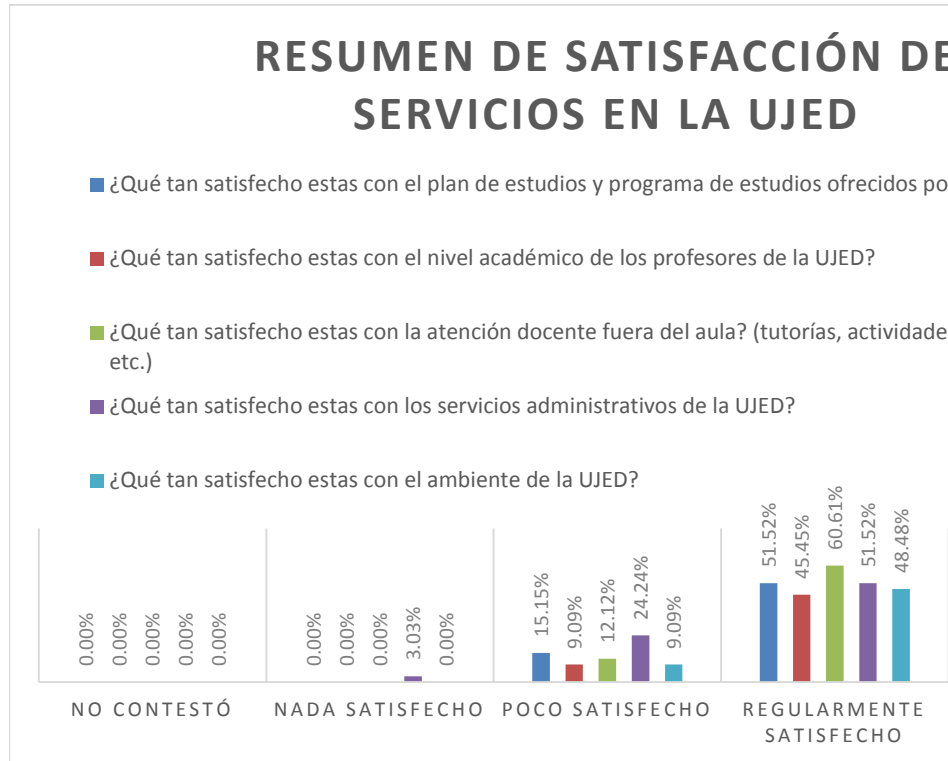 RESUMEN DE SATISFACCIÓN DE
SERVICIOS EN LA UJED
¿Qué tan satisfecho estas con el plan de estudios y programa de estudios ofrecidos po
¿Qué tan satisfecho estas con el nivel académico de los profesores de la UJED?
¿Qué tan satisfecho estas con la atención docente fuera del aula? (tutorías, actividade
etc.)
¿Qué tan satisfecho estas con los servicios administrativos de la UJED?
¿Qué tan satisfecho estas con el ambiente de la UJED?
0.00% 0.00% 0.00% 0.00% 0.00%
0.00% 0.00% 0.00% 3.03% 0.00%
15.15% 9.09% 12.12% 24.24% 9.09%
51.52% 45.45% 60.61% 51.52% 48.48%
NO CONTESTÓ
NADA SATISFECHO
POCO SATISFECHO
REGULARMENTE
SATISFECHO